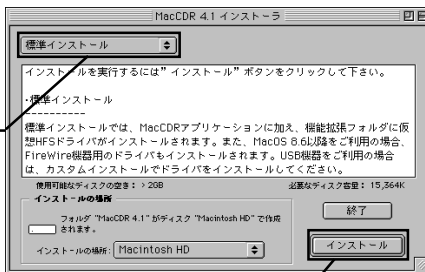 MacCDR 4.1 インストーラ
標準インストール
インストールを実行するには”インストール”ボタンをクリックして下さい。
・標準インストール
----------
標準インストールでは、MacCDRアプリケーションに加え、機能拡張フォルダに仮
想HFSドライバがインストールされます。また、MacOS 8.6以降をご利用の場合、
FireWire機器用のドライバもインストールされます。USB機器をご利用の場合
は、カスタムインストールでドライバをインストールしてください。
使用可能なディスクの空き：> 2GB 必要なディスク容量：15,364K
インストールの場所
フォルダ “MacCDR 4.1”がディスク “Macintosh HD”で作成
されます。
インストールの場所： Macintosh HD
終了
インストール